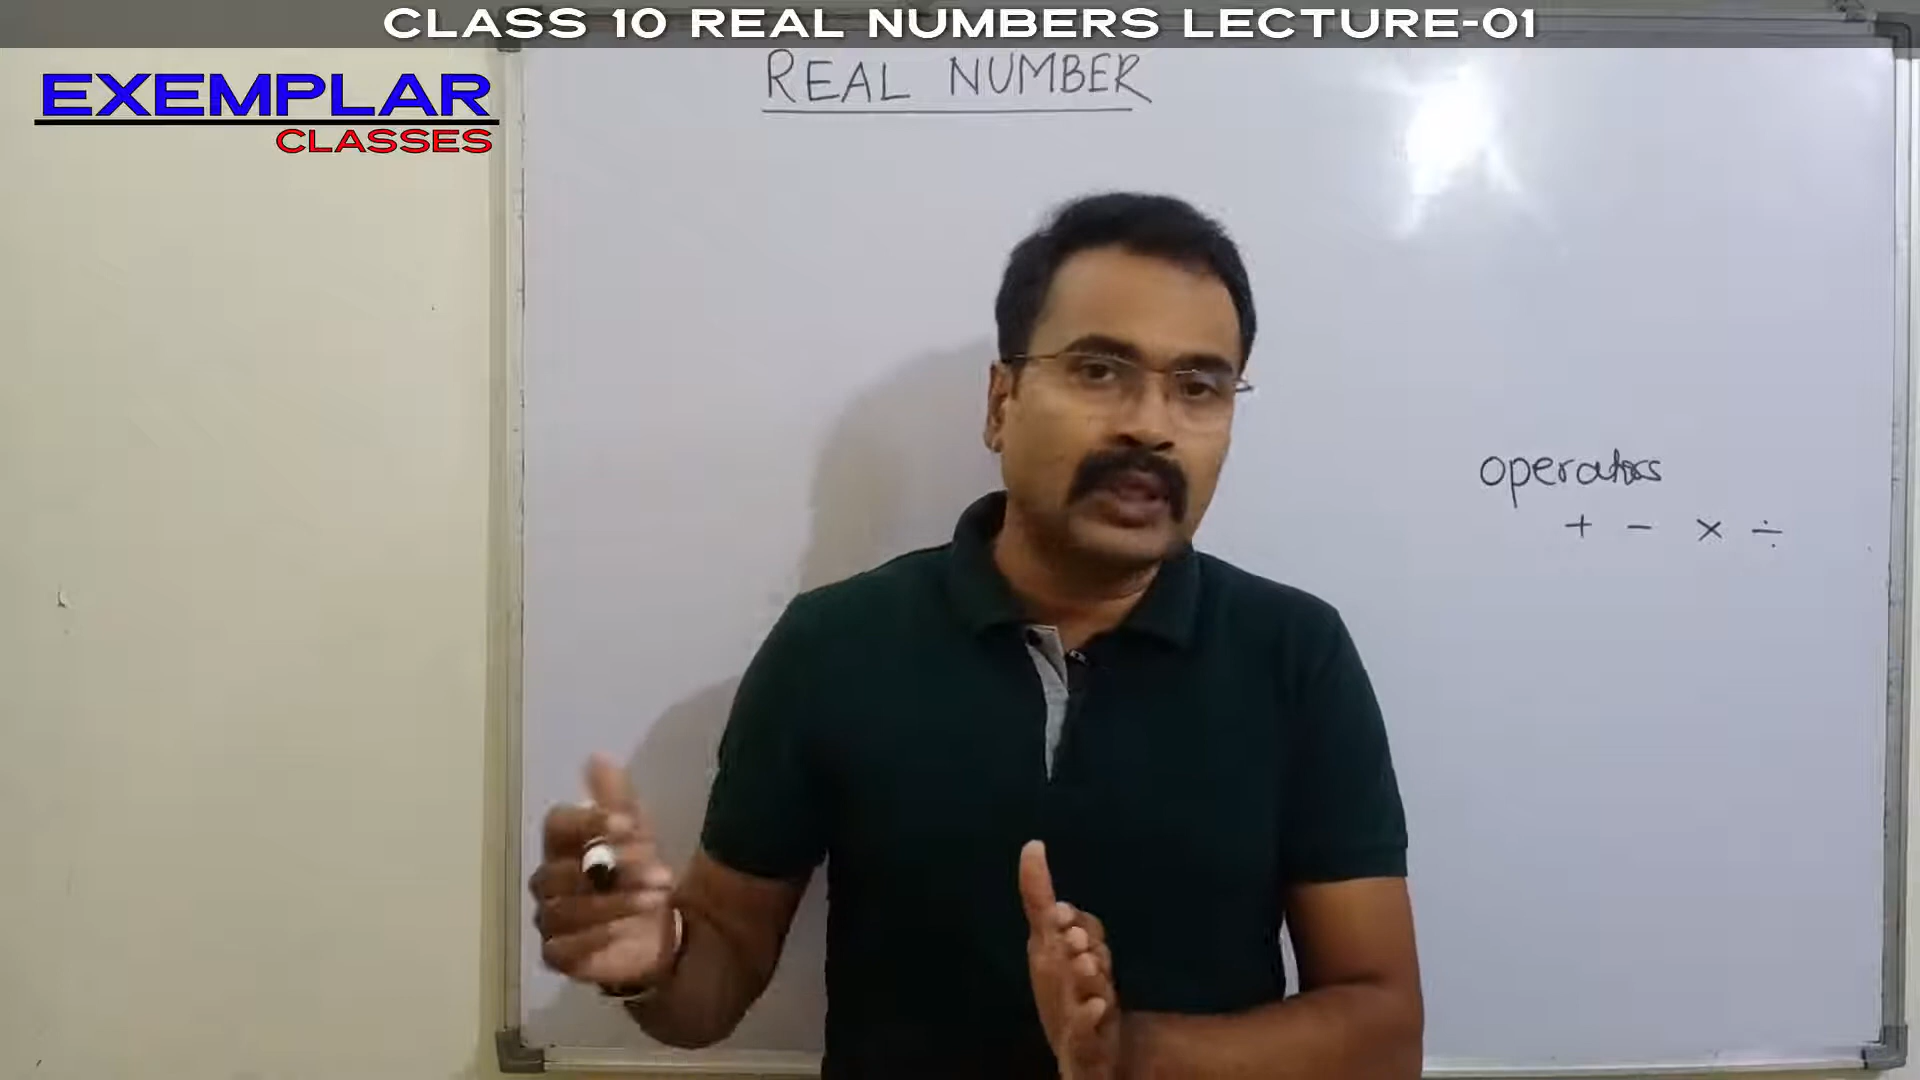 CLASS 10 REAL NUMBERS LECTURE-01
EXEMPLAR
CLASSES
REAL NUMBER
operators
+ - × ÷